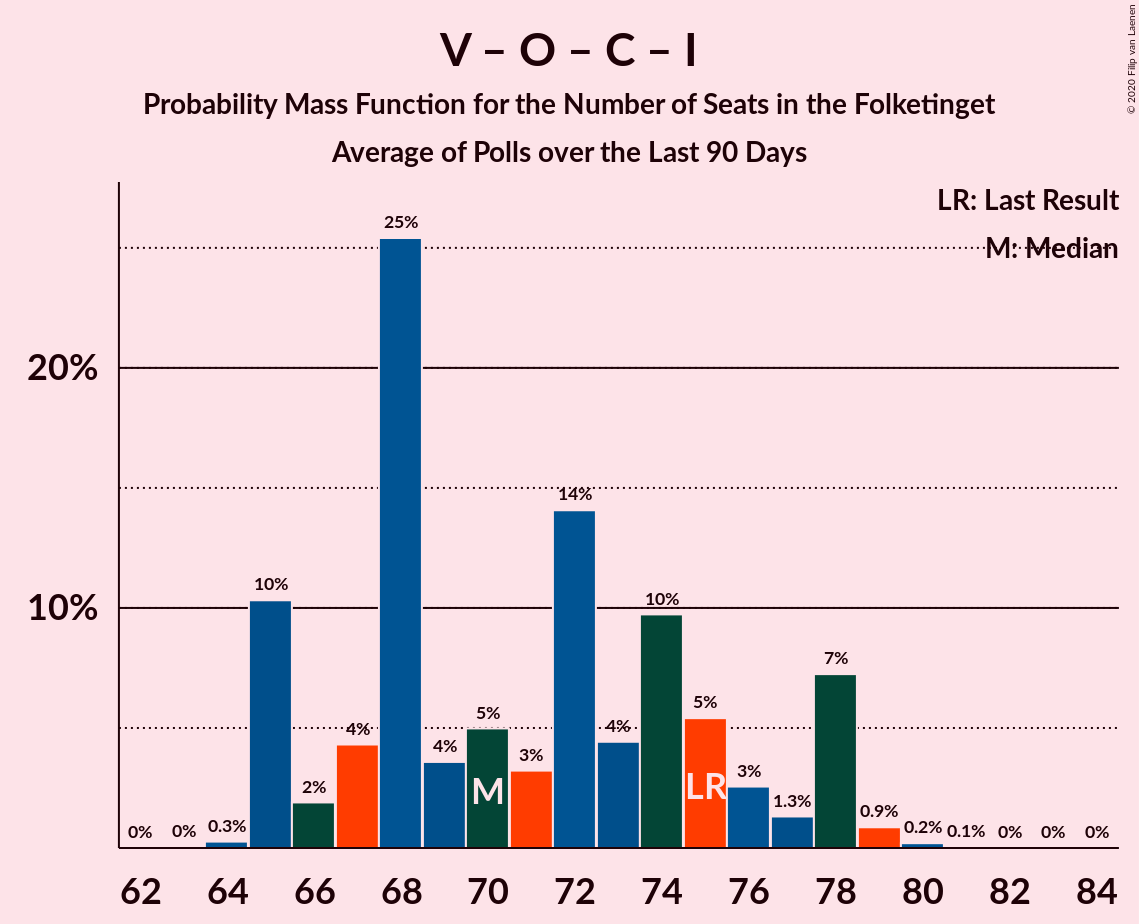 V – O – C – I
Probability Mass Function for the Number of Seats in the Folketinget
Average of Polls over the Last 90 Days
© 2020 Filip van Laenen
LR: Last Result
M: Median
20%
10%
0%
0%
0.3%
10%
2%
4%
25%
4%
5%
3%
14%
4%
10%
5%
3%
1.3%
7%
0.9%
0.2%
0.1%
0%
0%
0%
M
LR
62 64 66 68 70 72 74 76 78 80 82 84